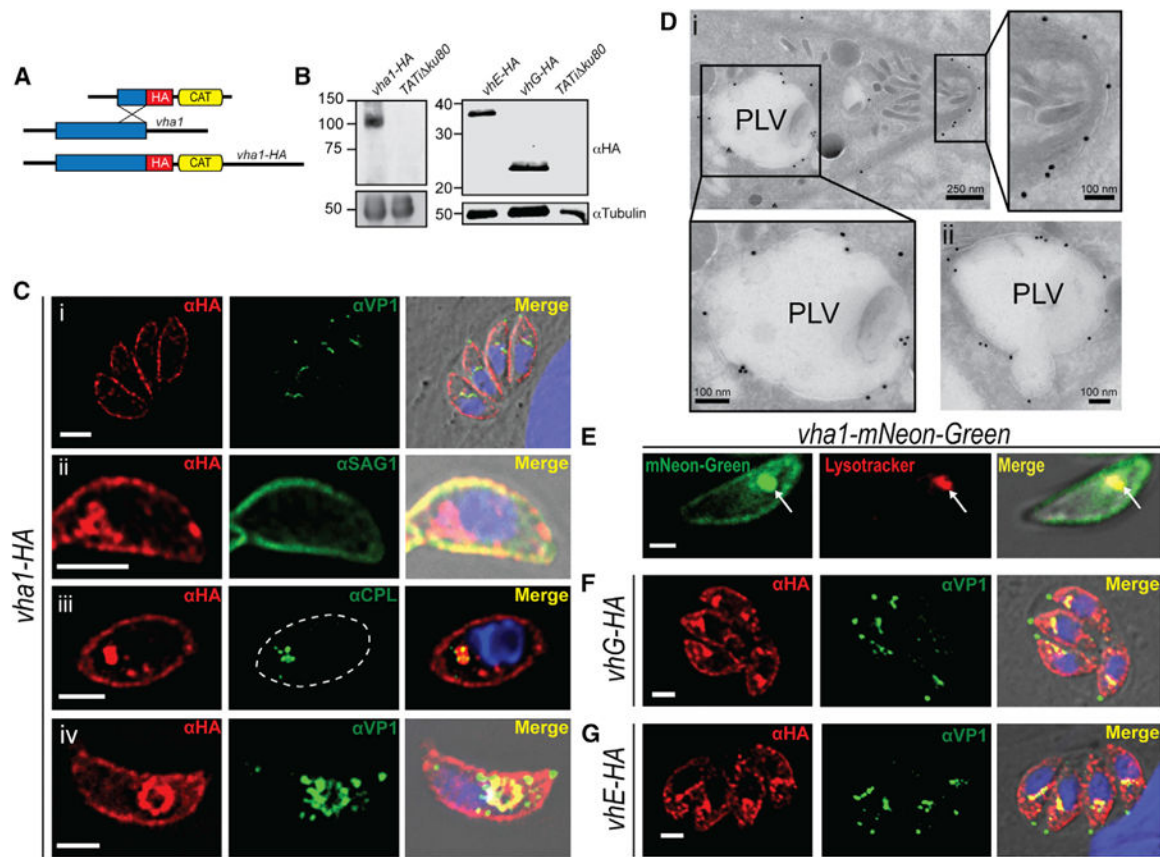 A
HA
CAT
vha1
HA
CAT
vha1-HA
B
vha1-HA
TATiΔku80
vhE-HA
vhG-HA
TATiΔku80
150
100
75
50
40
30
20
50
αHA
αTubulin
C
vha1-HA
i
αHA
αVP1
Merge
ii
αHA
αSAG1
Merge
iii
αHA
αCPL
Merge
iv
αHA
αVP1
Merge
D
i
PLV
250 nm
100 nm
PLV
100 nm
ii
PLV
100 nm
E
vha1-mNeon-Green
mNeon-Green
Lysotracker
Merge
F
vhG-HA
αHA
αVP1
Merge
G
vhE-HA
αHA
αVP1
Merge